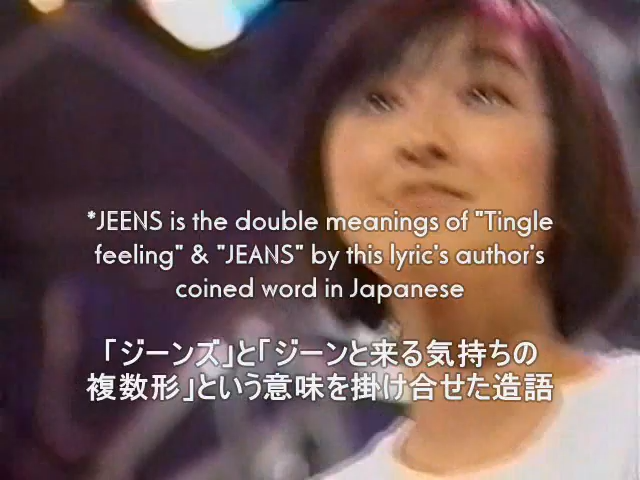 *JEENS is the double meanings of "Tingle
feeling" & "JEANS" by this lyric's author's
coined word in Japanese
「ジーンズ」と「ジーンと来る気持ちの
複数形」という意味を掛け合せた造語